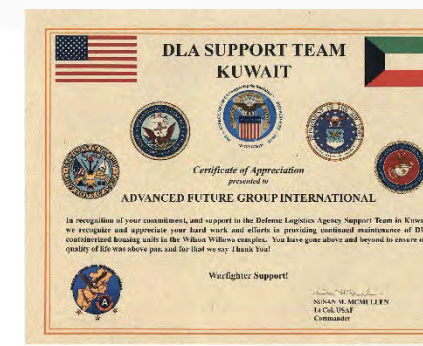 DLA SUPPORT TEAM
KUWAIT
Certificate of Appreciation
presented to
ADVANCED FUTURE GROUP INTERNATIONAL
In recognition of your commitment, and support to the Defense Logistics Agency Support Team in Kuwa
we recognize and appreciate your hard work and efforts in providing continued maintenance of DL
containerized housing units in the Wilson Willows complex. You have gone above and beyond to ensure o
quality of life was above par, and for that we say Thank You!
Warfighter Support!
SUSAN M. MCMULLEN
Lt Col, USAF
Commander